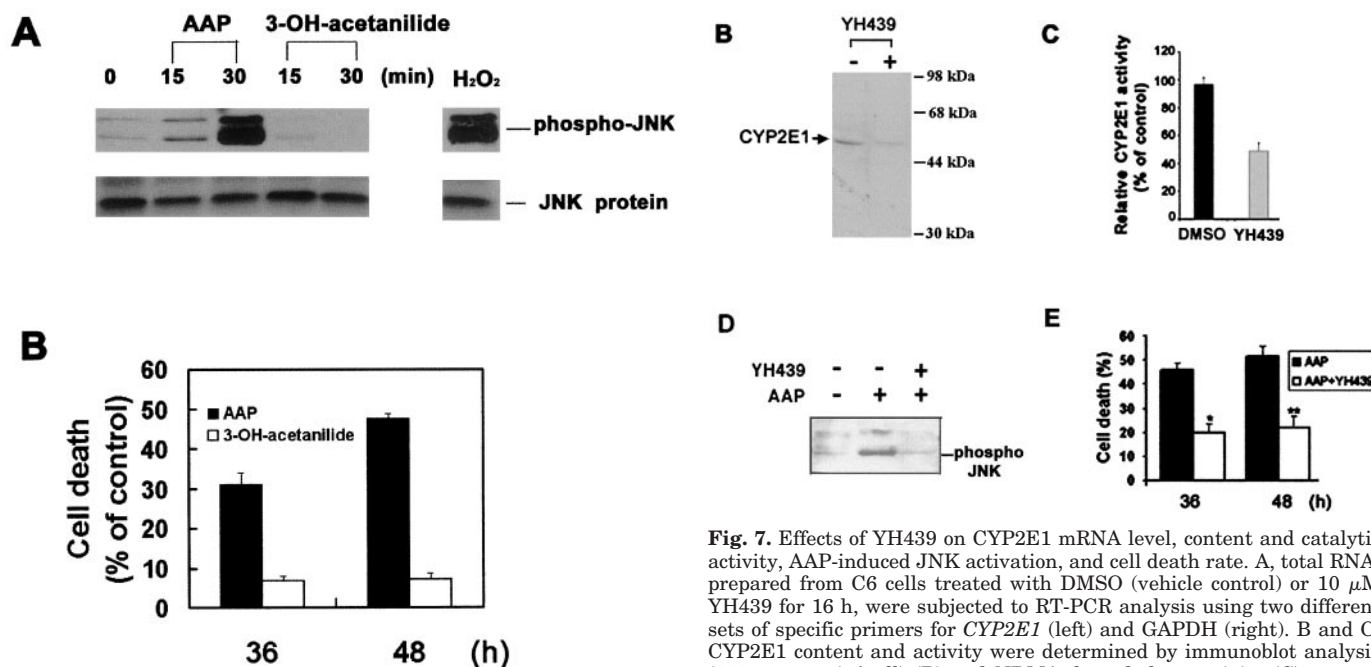 A
AAP 3-OH-acetanilide
0 15 30 15 30 (min) H₂O₂
phospho-JNK
JNK protein
B
Cell death
(% of control)
60
50
40
30
20
10
0
AAP
3-OH-acetanilide
36 48 (h)
B
YH439
- +
98 kDa
68 kDa
CYP2E1
44 kDa
30 kDa
C
Relative CYP2E1 activity
(% of control)
120
100
80
60
40
20
0
DMSO YH439
D
YH439 - - +
AAP - + +
phospho
JNK
E
Cell death (%)
60
50
40
30
20
10
0
AAP
AAP+YH439
* **
36 48 (h)
Fig. 7. Effects of YH439 on CYP2E1 mRNA level, content and catalyti
activity, AAP-induced JNK activation, and cell death rate. A, total RNA
prepared from C6 cells treated with DMSO (vehicle control) or 10 μM
YH439 for 16 h, were subjected to RT-PCR analysis using two differen
sets of specific primers for CYP2E1 (left) and GAPDH (right). B and C
CYP2E1 content and activity were determined by immunoblot analysi